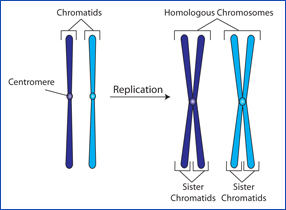 Chromatids
Homologous Chromosomes
Centromere
Replication
Sister
Chromatids
Sister
Chromatids